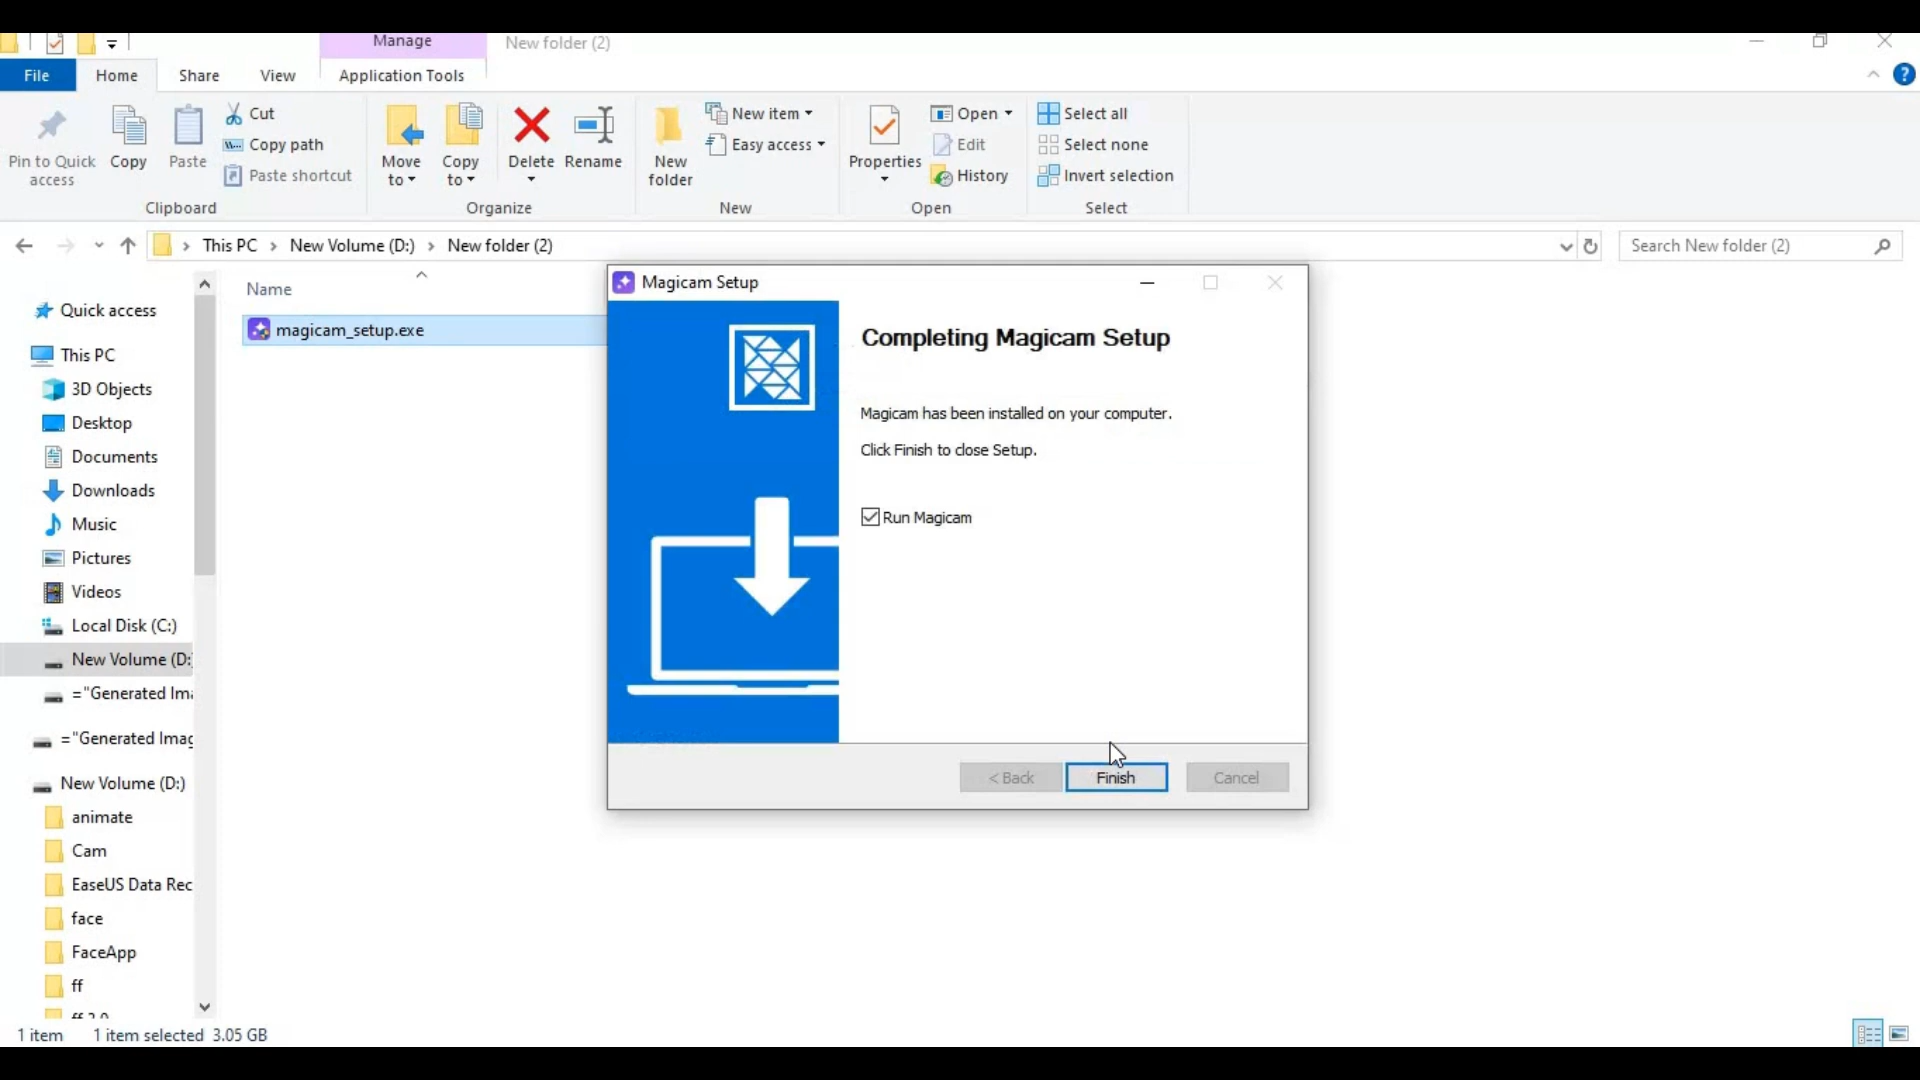 Manage
New folder (2)
File
Home
Share
View
Application Tools
Pin to Quick
access
Copy
Paste
Cut
Copy path
Paste shortcut
Clipboard
Move
to
Copy
to
Delete
Rename
Organize
New
folder
New item
Easy access
New
Properties
Open
Edit
History
Open
Select all
Select none
Invert selection
Select
This PC
New Volume (D:)
New folder (2)
Search New folder (2)
Name
magicam_setup.exe
Quick access
This PC
3D Objects
Desktop
Documents
Downloads
Music
Pictures
Videos
Local Disk (C:)
New Volume (D:
="Generated Ima
="Generated Imag
New Volume (D:)
animate
Cam
EaseUS Data Rec
face
FaceApp
ff
ff 3.0
Magicam Setup
Completing Magicam Setup
Magicam has been installed on your computer.
Click Finish to close Setup.
Run Magicam
< Back
Finish
Cancel
1 item
1 item selected 3.05 GB